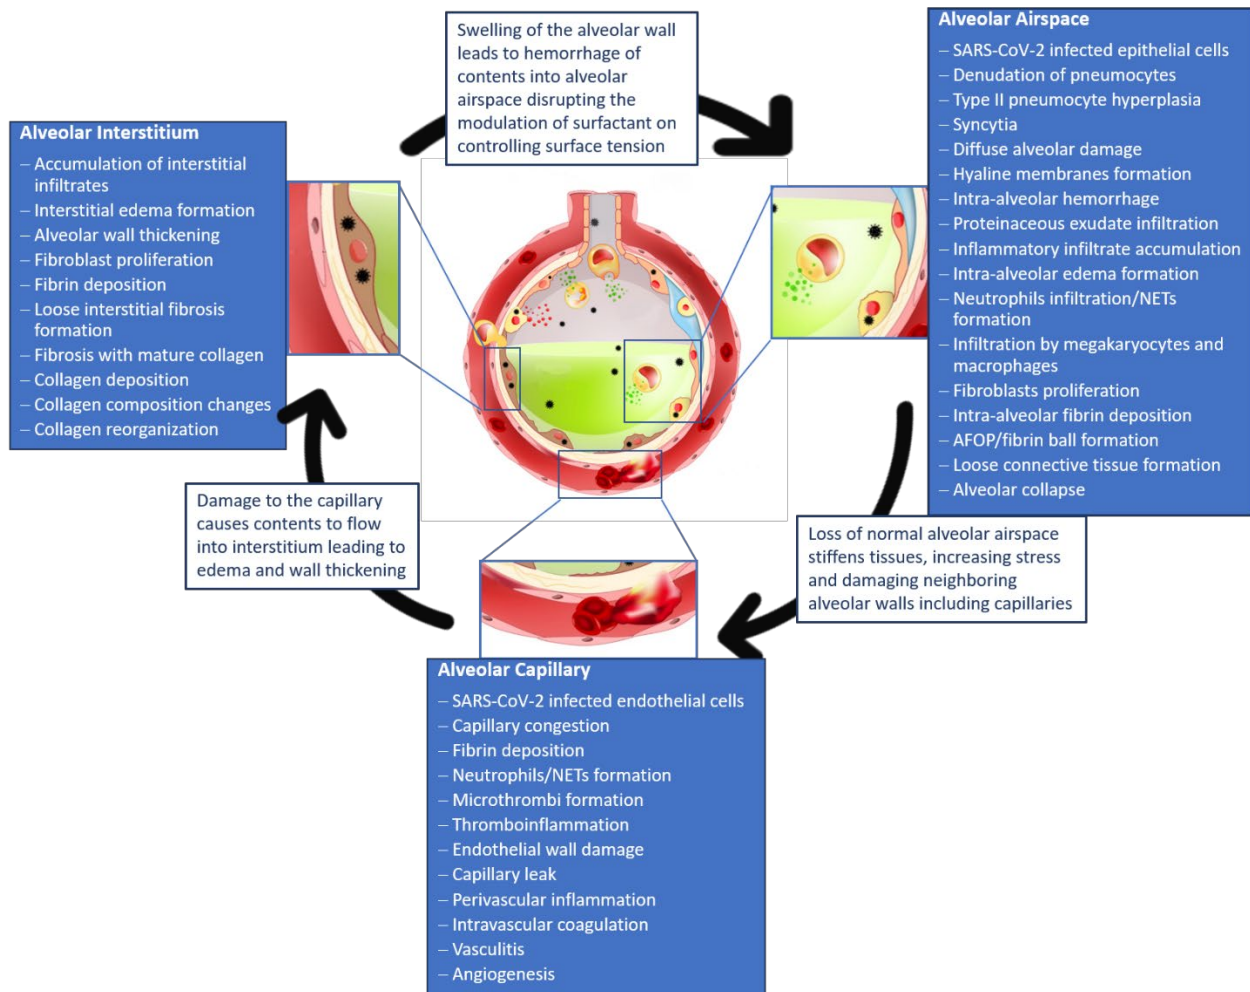 Swelling of the alveolar wall
leads to hemorrhage of
contents into alveolar
airspace disrupting the
modulation of surfactant on
controlling surface tension
Alveolar Airspace
– SARS-CoV-2 infected epithelial cells
– Denudation of pneumocytes
– Type II pneumocyte hyperplasia
– Syncytia
– Diffuse alveolar damage
– Hyaline membranes formation
– Intra-alveolar hemorrhage
– Proteinaceous exudate infiltration
– Inflammatory infiltrate accumulation
– Intra-alveolar edema formation
– Neutrophils infiltration/NETs
formation
– Infiltration by megakaryocytes and
macrophages
– Fibroblasts proliferation
– Intra-alveolar fibrin deposition
– AFOP/fibrin ball formation
– Loose connective tissue formation
– Alveolar collapse
Alveolar Interstitium
– Accumulation of interstitial
infiltrates
– Interstitial edema formation
– Alveolar wall thickening
– Fibroblast proliferation
– Fibrin deposition
– Loose interstitial fibrosis
formation
– Fibrosis with mature collagen
– Collagen deposition
– Collagen composition changes
– Collagen reorganization
Damage to the capillary
causes contents to flow
into interstitium leading to
edema and wall thickening
Loss of normal alveolar airspace
stiffens tissues, increasing stress
and damaging neighboring
alveolar walls including capillaries
Alveolar Capillary
– SARS-CoV-2 infected endothelial cells
– Capillary congestion
– Fibrin deposition
– Neutrophils/NETs formation
– Microthrombi formation
– Thromboinflammation
– Endothelial wall damage
– Capillary leak
– Perivascular inflammation
– Intravascular coagulation
– Vasculitis
– Angiogenesis